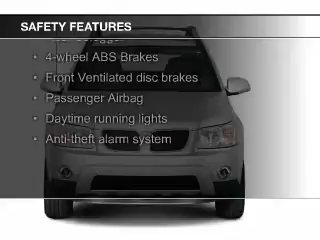 SAFETY FEATURES
• 4-wheel ABS Brakes
• Front Ventilated disc brakes
• Passenger Airbag
• Daytime running lights
• Anti-theft alarm system